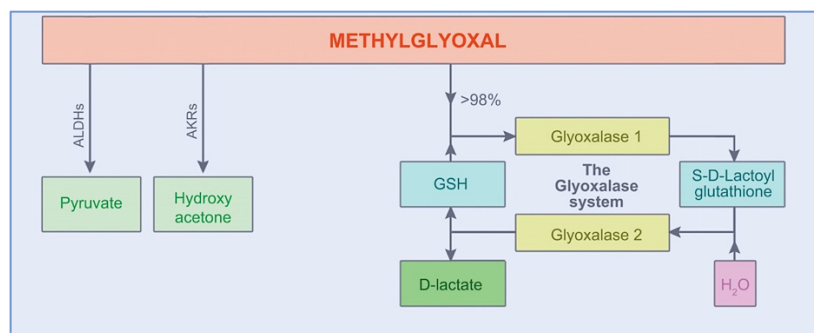 METHYLGLYOXAL
ALDHs
AKRs
>98%
Glyoxalase 1
Pyruvate
Hydroxy
acetone
GSH
The
Glyoxalase
system
S-D-Lactoyl
glutathione
Glyoxalase 2
D-lactate
H₂O